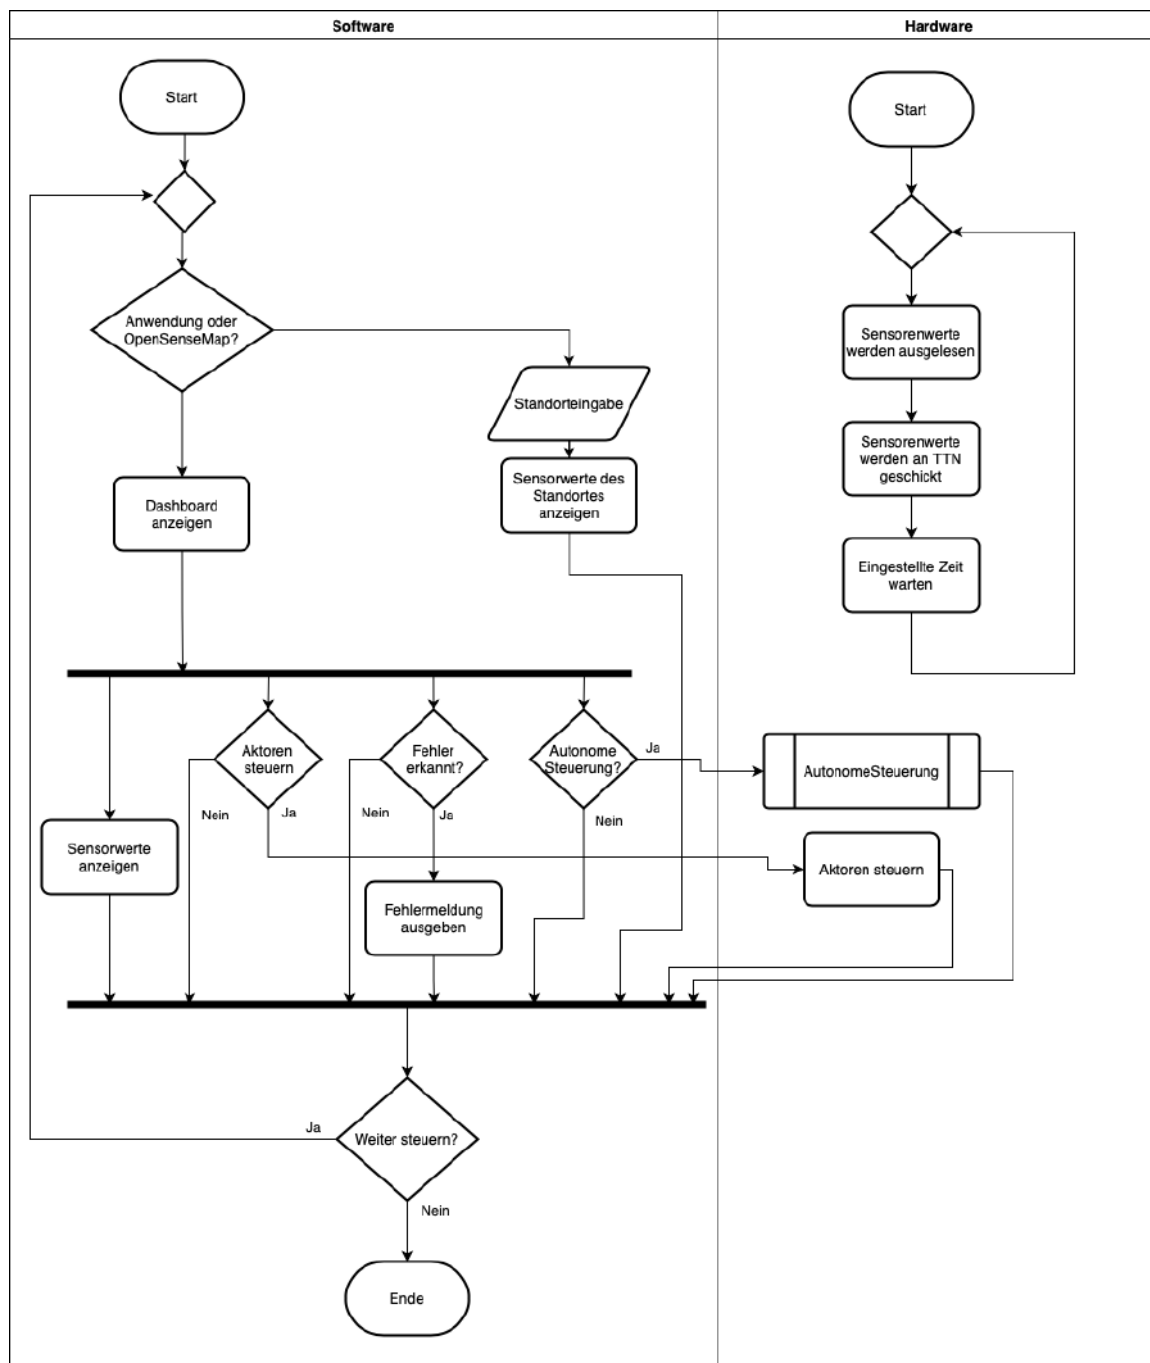 Software
Hardware
Start
Start
Anwendung oder
OpenSenseMap?
Sensorenwerte
werden ausgelesen
Standorteingabe
Sensorenwerte
werden an TTN
geschickt
Sensorwerte des
Standortes
anzeigen
Dashboard
anzeigen
Eingestellte Zeit
warten
Aktoren
steuern
Fehler
erkannt?
Autonome
Steuerung?
Ja
AutonomeSteuerung
Nein
Ja
Nein
Ja
Nein
Sensorwerte
anzeigen
Aktoren steuern
Fehlermeldung
ausgeben
Ja
Weiter steuern?
Nein
Ende